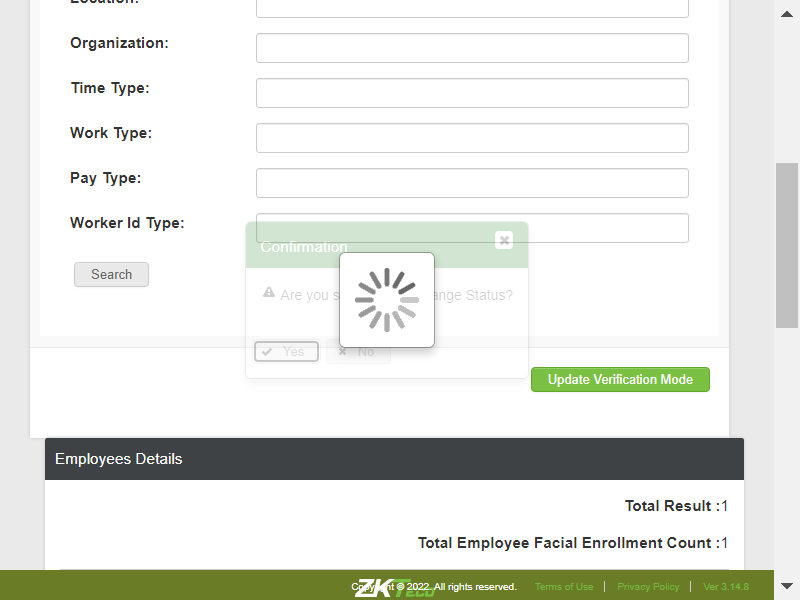 Location:
Organization:
Time Type:
Work Type:
Pay Type:
Worker Id Type:
Confirmation
Search
Are you s ange Status?
Yes No
Update Verification Mode
Employees Details
Total Result :1
Total Employee Facial Enrollment Count :1
ZKTECO
Copyright © 2022. All rights reserved. Terms of Use | Privacy Policy | Ver 3.14.8